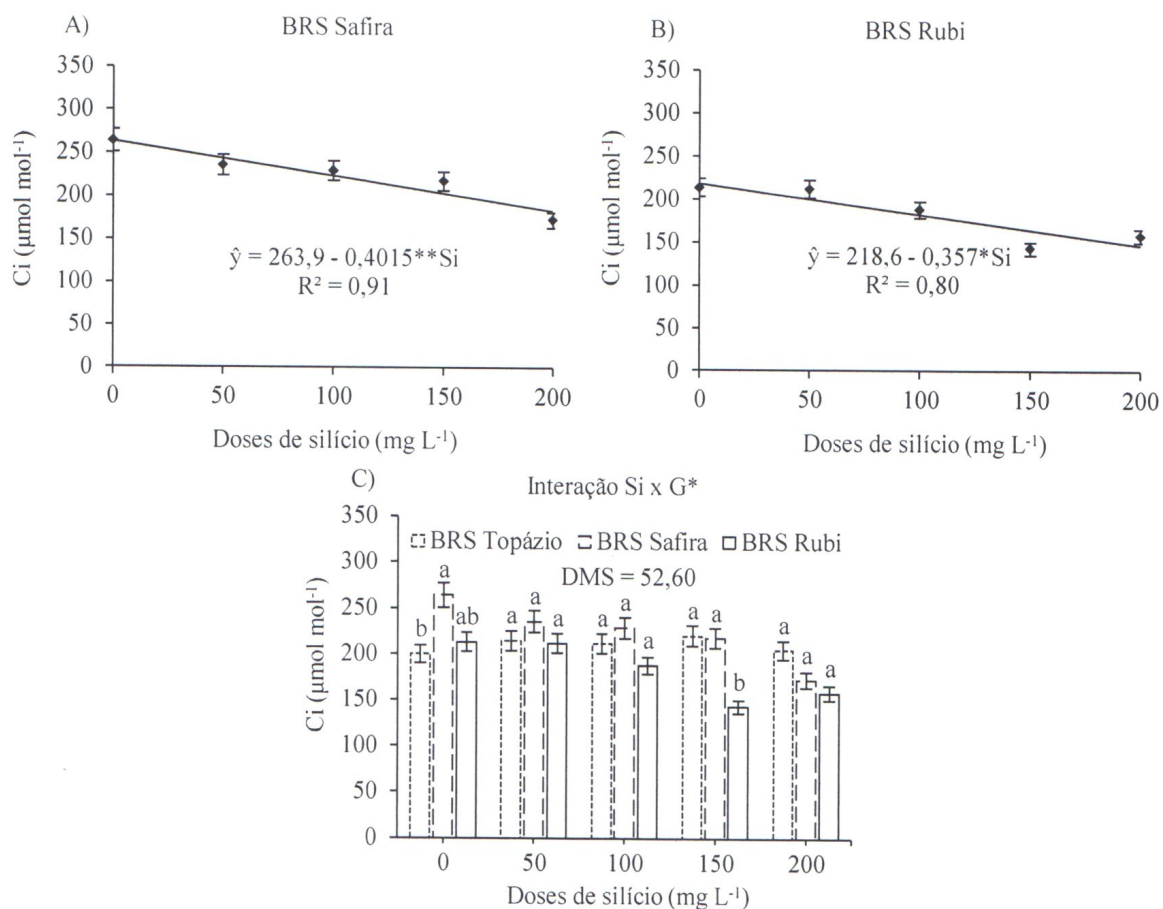 A)
BRS Safira
350
300
250
200
150
100
50
0
Ci (µmol mol⁻¹)
ŷ = 263,9 - 0,4015**Si
R² = 0,91
0 50 100 150 200
Doses de silício (mg L⁻¹)
B)
BRS Rubi
350
300
250
200
150
100
50
0
Ci (µmol mol⁻¹)
ŷ = 218,6 - 0,357*Si
R² = 0,80
0 50 100 150 200
Doses de silício (mg L⁻¹)
C)
Interação Si x G*
350
300
250
200
150
100
50
0
Ci (µmol mol⁻¹)
BRS Topázio BRS Safira BRS Rubi
DMS = 52,60
b a ab a a a a a a a a b a a a
0 50 100 150 200
Doses de silício (mg L⁻¹)